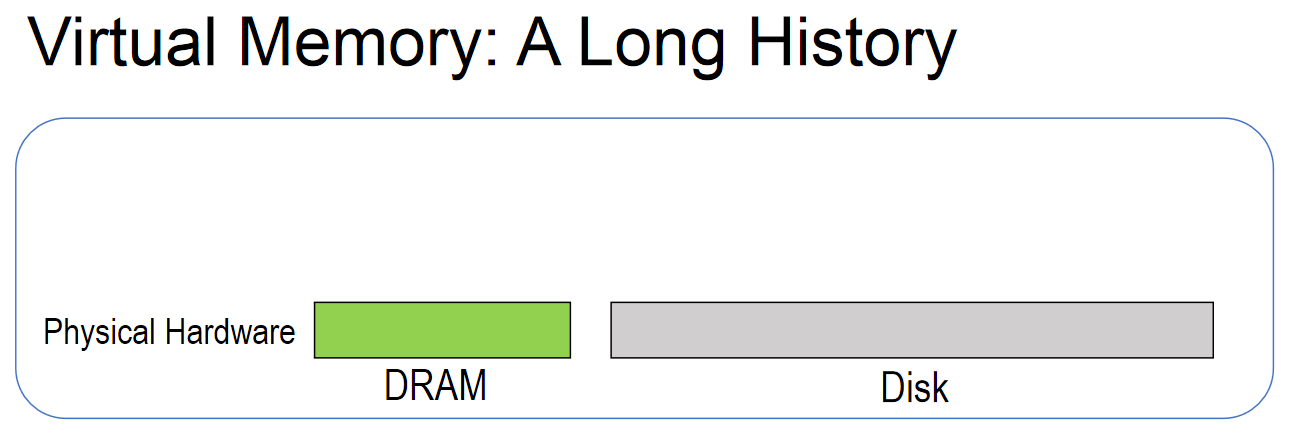 Virtual Memory: A Long History
Physical Hardware
DRAM
Disk